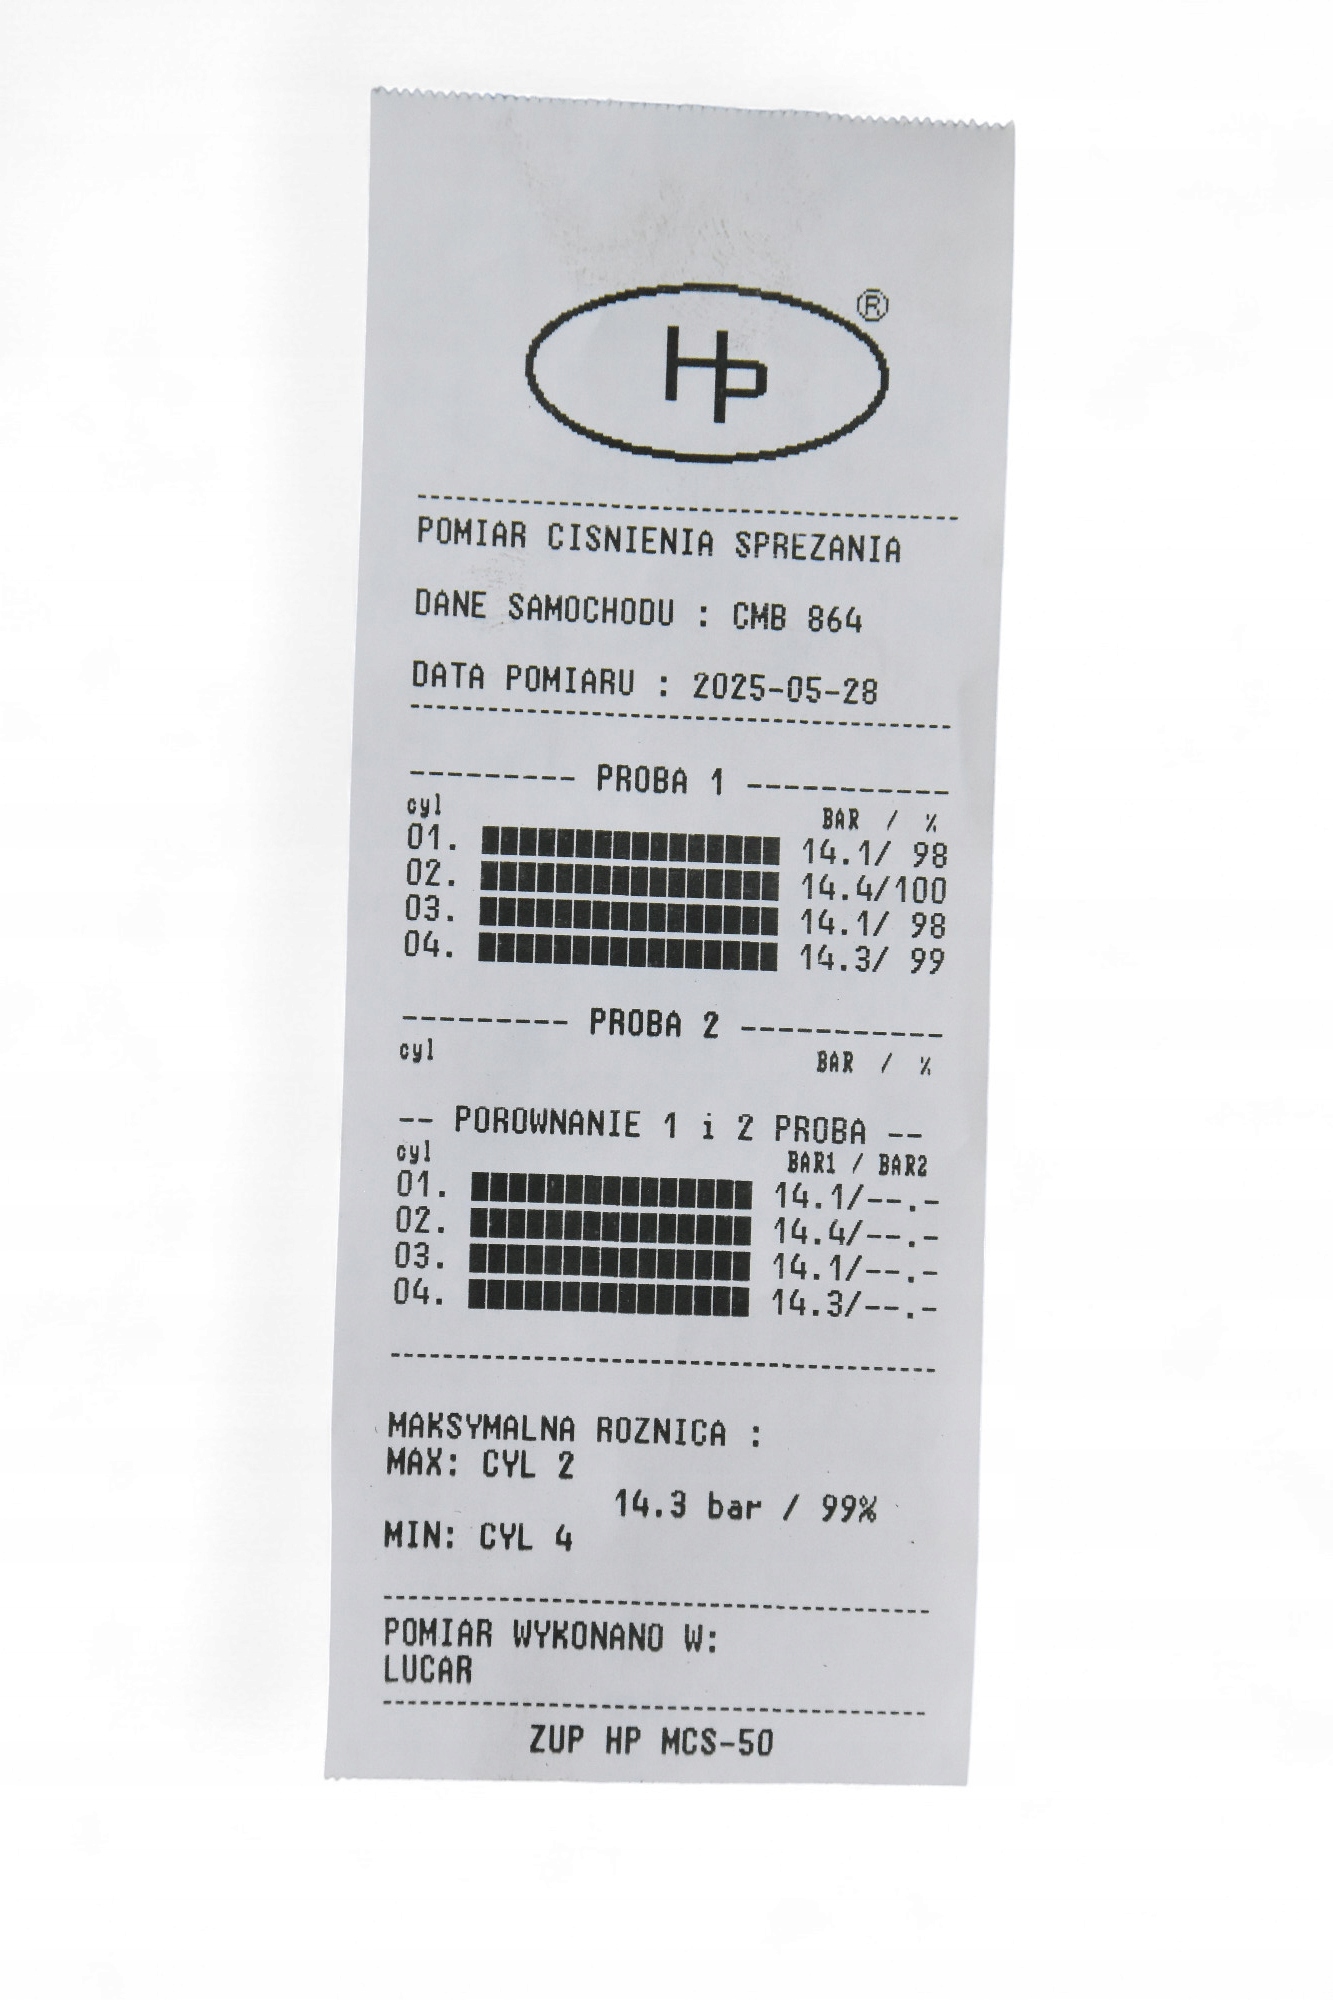 HP ®
POMIAR CISNIENIA SPREZANIA
DANE SAMOCHODU : CMB 864
DATA POMIARU : 2025-05-28
--------- PROBA 1 -----------
cyl BAR / %
01. 14.1/ 98
02. 14.4/100
03. 14.1/ 98
04. 14.3/ 99
--------- PROBA 2 -----------
cyl BAR / %
-- POROWNANIE 1 i 2 PROBA --
cyl BAR1 / BAR2
01. 14.1/--.-
02. 14.4/--.-
03. 14.1/--.-
04. 14.3/--.-
MAKSYMALNA ROZNICA :
MAX: CYL 2
14.3 bar / 99%
MIN: CYL 4
POMIAR WYKONANO W:
LUCAR
ZUP HP MCS-50